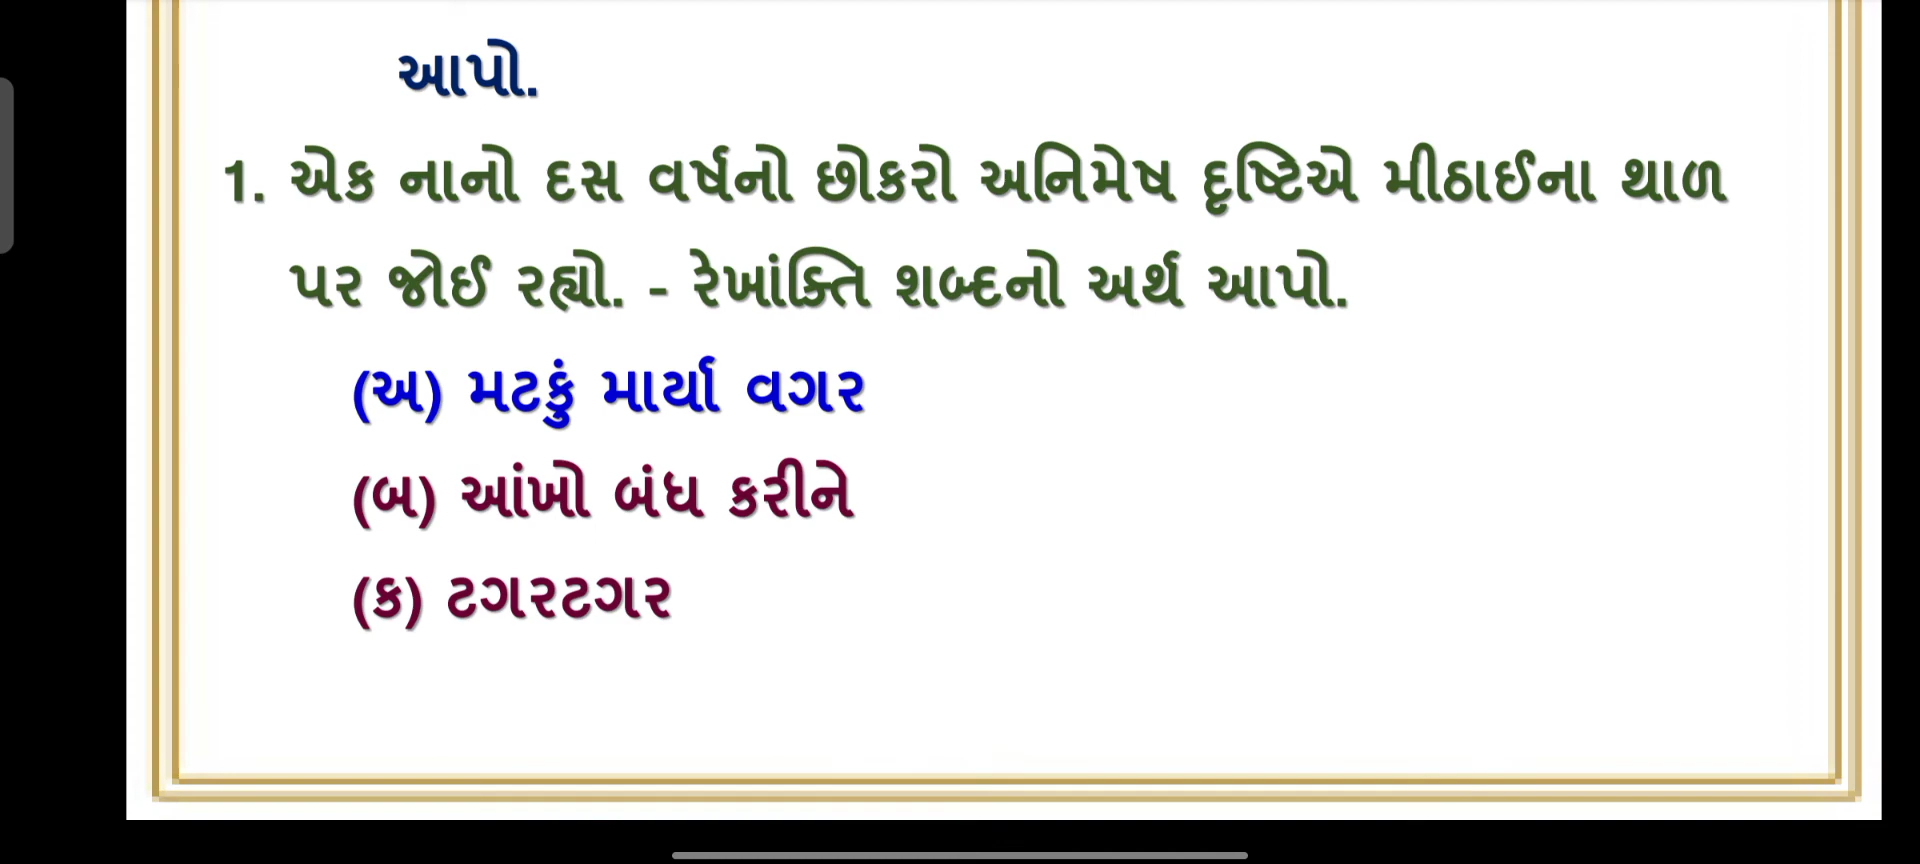 આપો.
1. એક નાનો દસ વર્ષનો છોકરો અનિમેષ દૃષ્ટિએ મીઠાઈના થાળ
પર જોઈ રહ્યો. - રેખાંક્તિ શબ્દનો અર્થ આપો.
(અ) મટકું માર્યા વગર
(બ) આંખો બંધ કરીને
(ક) ટગરટગર